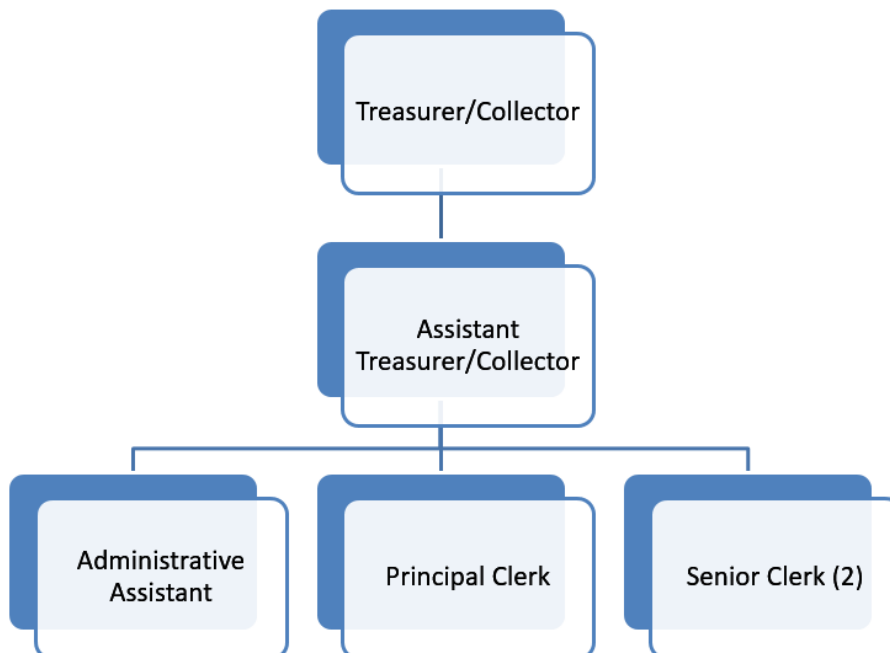 Treasurer/Collector
Assistant
Treasurer/Collector
Administrative
Assistant
Principal Clerk
Senior Clerk (2)